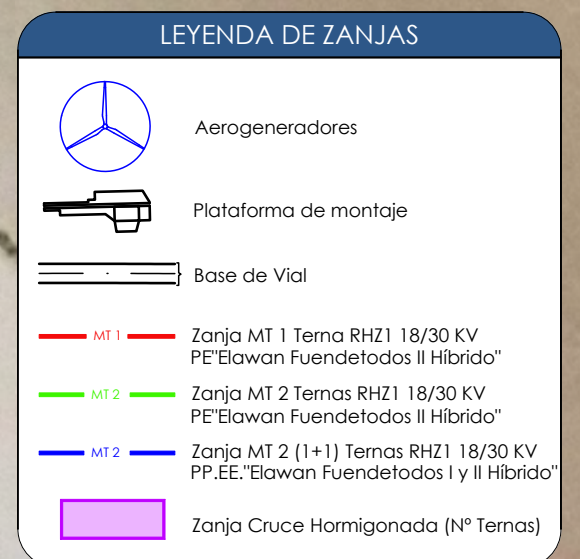 LEYENDA DE ZANJAS
Aerogeneradores
Plataforma de montaje
Base de Vial
MT 1
Zanja MT 1 Terna RHZ1 18/30 KV
PE"Elawan Fuendetodos II Híbrido"
MT 2
Zanja MT 2 Ternas RHZ1 18/30 KV
PE"Elawan Fuendetodos II Híbrido"
MT 2
Zanja MT 2 (1+1) Ternas RHZ1 18/30 KV
PP.EE."Elawan Fuendetodos I y II Híbrido"
Zanja Cruce Hormigonada (Nº Ternas)